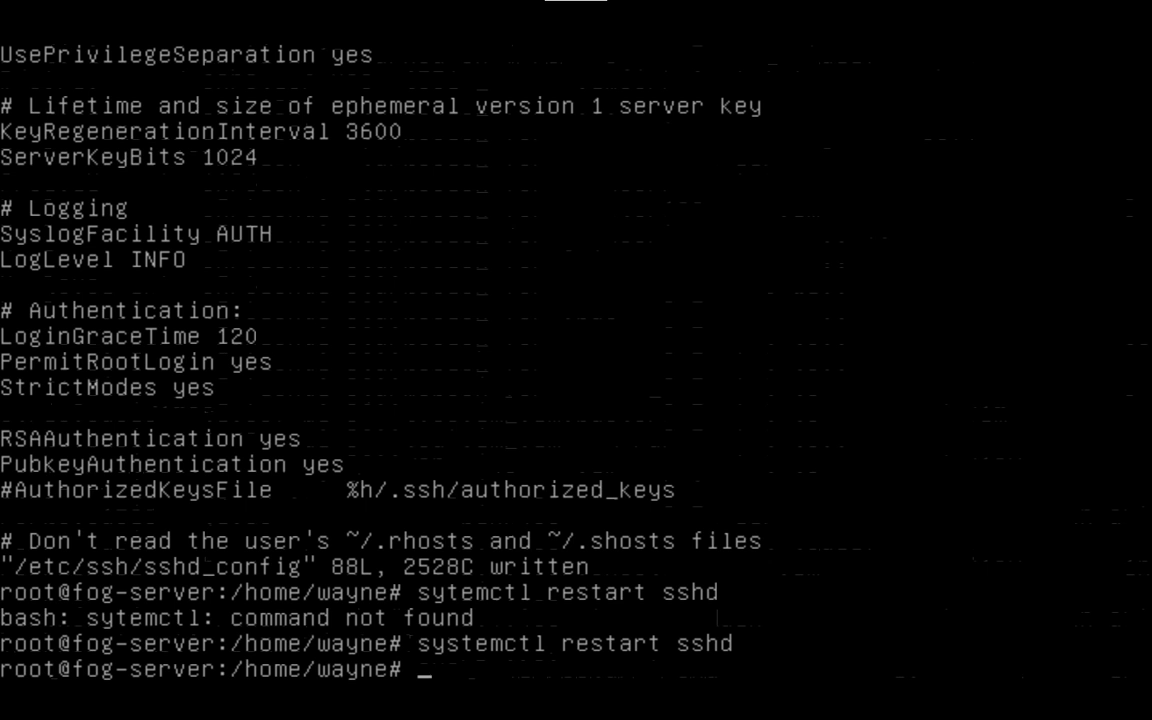 UsePrivilegeSeparation yes
# Lifetime and size of ephemeral version 1 server key
KeyRegenerationInterval 3600
ServerKeyBits 1024
# Logging
SyslogFacility AUTH
LogLevel INFO
# Authentication:
LoginGraceTime 120
PermitRootLogin yes
StrictModes yes
RSAAuthentication yes
PubkeyAuthentication yes
#AuthorizedKeysFile     %h/.ssh/authorized_keys
# Don't read the user's ~/.rhosts and ~/.shosts files
"/etc/ssh/sshd_config" 88L, 2528C written
root@fog-server:/home/wayne# sytemctl restart sshd
bash: sytemctl: command not found
root@fog-server:/home/wayne# systemctl restart sshd
root@fog-server:/home/wayne# _